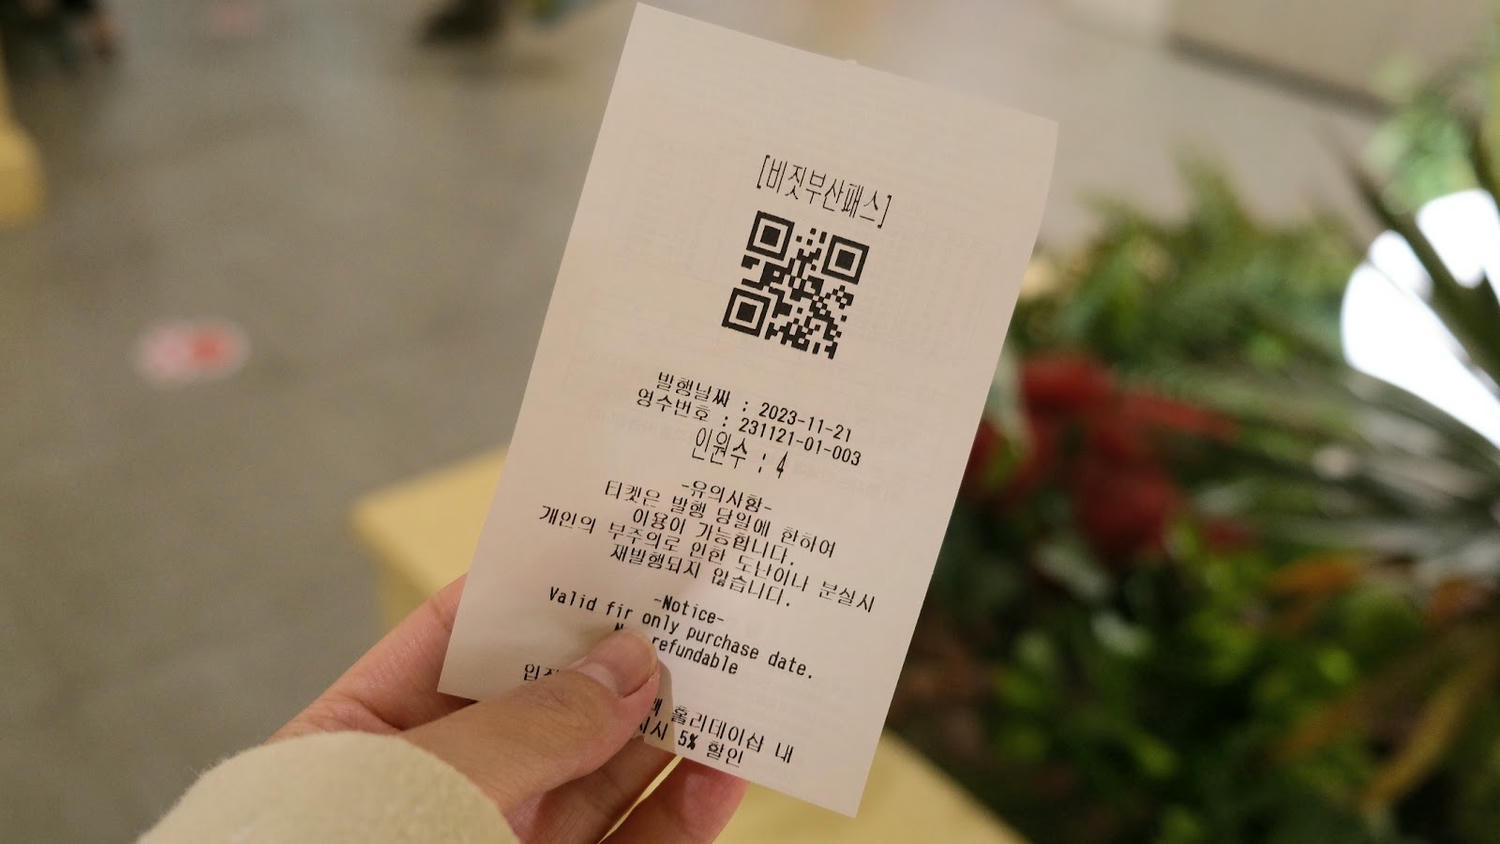 [비짓부산패스]
발행날짜 : 2023-11-21
영수번호 : 231121-01-003
인원수 : 4
-유의사항-
티켓은 발행 당일에 한하여
이용이 가능합니다.
개인의 부주의로 인한 도난이나 분실시
재발행되지 않습니다.
-Notice-
Valid fir only purchase date.
refundable
홀리데이샵 내
5% 할인